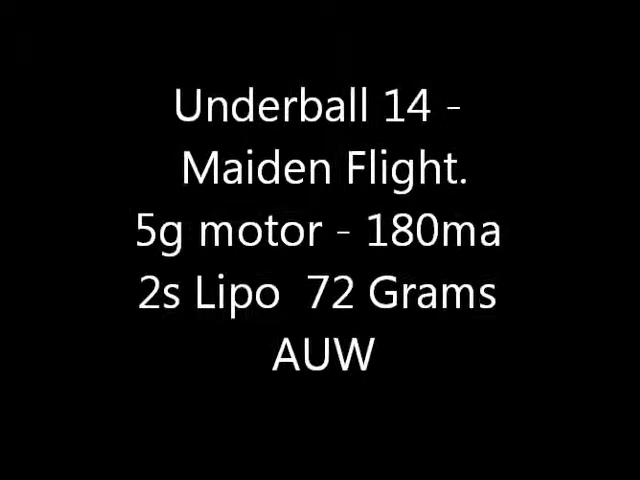 Underball 14 -
Maiden Flight.
5g motor - 180ma
2s Lipo  72 Grams
AUW